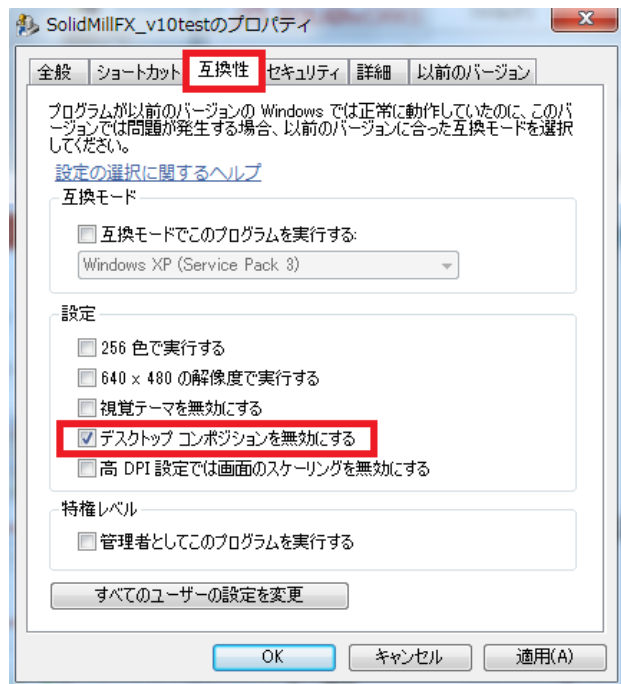 SolidMillFX_v10testのプロパティ
全般 ショートカット 互換性 セキュリティ 詳細 以前のバージョン
プログラムが以前のバージョンの Windows では正常に動作していたのに、このバ
ージョンでは問題が発生する場合、以前のバージョンに合った互換モードを選択
してください。
設定の選択に関するヘルプ
互換モード
互換モードでこのプログラムを実行する:
Windows XP (Service Pack 3)
設定
256 色で実行する
640 x 480 の解像度で実行する
視覚テーマを無効にする
デスクトップ コンポジションを無効にする
高 DPI 設定では画面のスケーリングを無効にする
特権レベル
管理者としてこのプログラムを実行する
すべてのユーザーの設定を変更
OK キャンセル 適用(A)